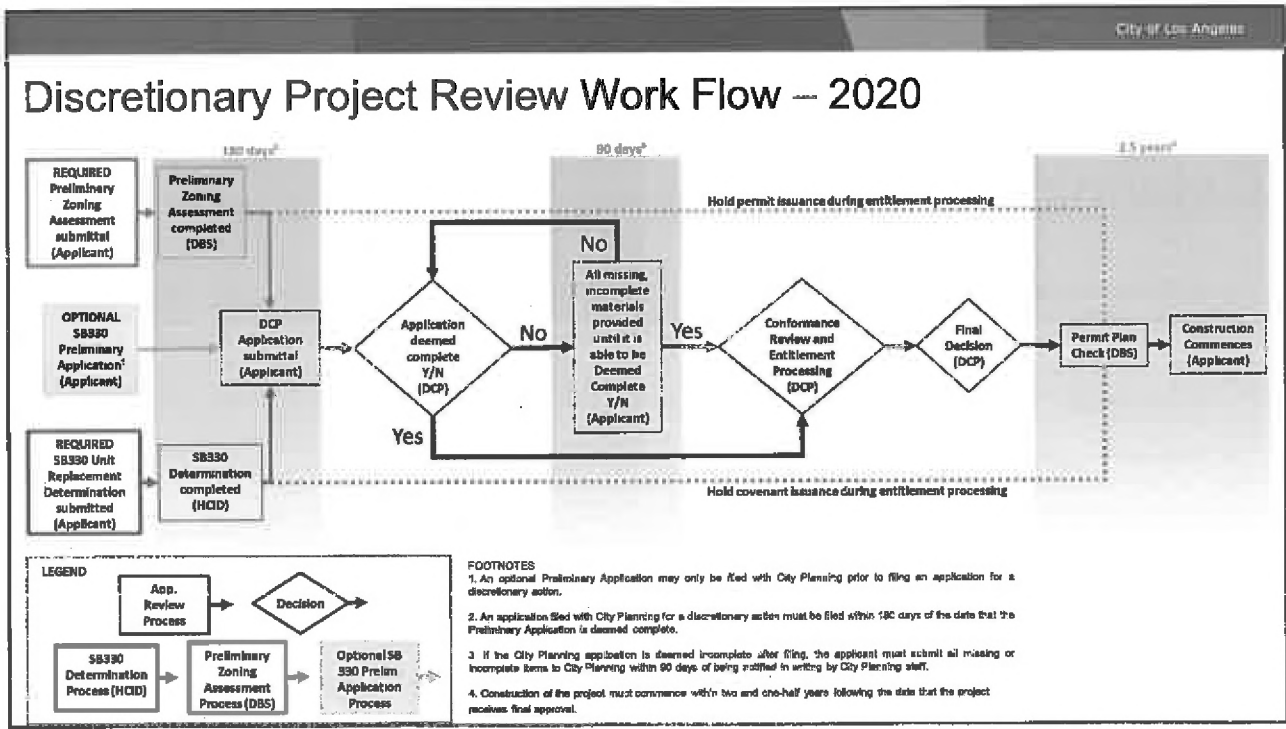 City of Los Angeles
Discretionary Project Review Work Flow – 2020
180 days²
90 days³
2.5 years⁴
REQUIRED
Preliminary
Zoning
Assessment
submittal
(Applicant)
Preliminary
Zoning
Assessment
completed
(DBS)
Hold permit issuance during entitlement processing
OPTIONAL
SB330
Preliminary
Application¹
(Applicant)
DCP
Application
submittal
(Applicant)
Application
deemed
complete
Y/N
(DCP)
No
No
All missing,
incomplete
materials
provided
until it is
able to be
Deemed
Complete
Y/N
(Applicant)
Yes
Yes
Conformance
Review and
Entitlement
Processing
(DCP)
Final
Decision
(DCP)
Permit Plan
Check (DBS)
Construction
Commences
(Applicant)
REQUIRED
SB330 Unit
Replacement
Determination
submitted
(Applicant)
SB330
Determination
completed
(HCID)
Hold covenant issuance during entitlement processing
LEGEND
App.
Review
Process
Decision
SB330
Determination
Process (HCID)
Preliminary
Zoning
Assessment
Process (DBS)
Optional SB
330 Prelim
Application
Process
FOOTNOTES
1. An optional Preliminary Application may only be filed with City Planning prior to filing an application for a
discretionary action.
2. An application filed with City Planning for a discretionary action must be filed within 180 days of the date that the
Preliminary Application is deemed complete.
3 If the City Planning application is deemed incomplete after filing, the applicant must submit all missing or
incomplete items to City Planning within 90 days of being notified in writing by City Planning staff.
4. Construction of the project must commence within two and one-half years following the date that the project
receives final approval.